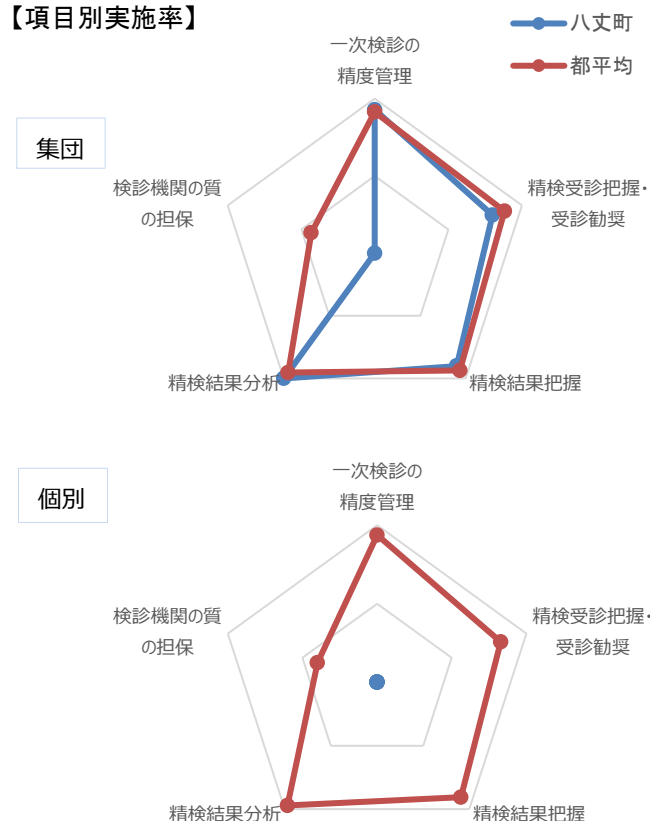 【項目別実施率】
八丈町
都平均
集団
一次検診の
精度管理
精検受診把握・
受診勧奨
精検結果把握
精検結果分析
検診機関の質
の担保
個別
一次検診の
精度管理
精検受診把握・
受診勧奨
精検結果把握
精検結果分析
検診機関の質
の担保